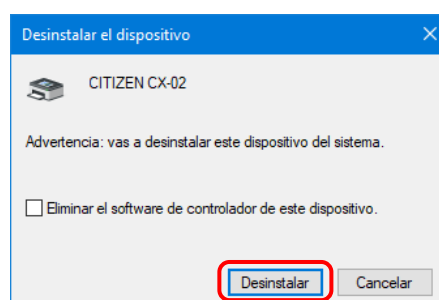 Desinstalar el dispositivo
CITIZEN CX-02
Advertencia: vas a desinstalar este dispositivo del sistema.
Eliminar el software de controlador de este dispositivo.
Desinstalar Cancelar